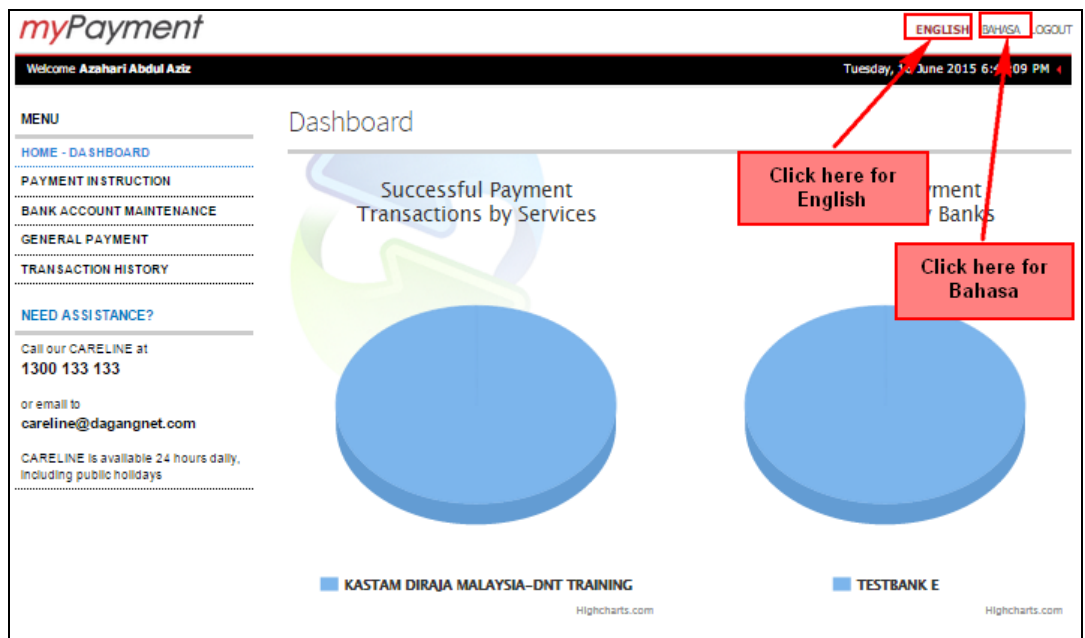 myPayment
ENGLISH BAHASA LOGOUT
Welcome Azahari Abdul Aziz
Tuesday, June 2015 09 PM
MENU
HOME - DASHBOARD
PAYMENT INSTRUCTION
BANK ACCOUNT MAINTENANCE
GENERAL PAYMENT
TRANSACTION HISTORY
NEED ASSISTANCE?
Call our CARELINE at
1300 133 133
or email to
careline@dagangnet.com
CARELINE is available 24 hours daily,
including public holidays
Dashboard
Successful Payment
Transactions by Services
KASTAM DIRAJA MALAYSIA-DNT TRAINING
Highcharts.com
Click here for
English
Banks
Click here for
Bahasa
TESTBANK E
Highcharts.com